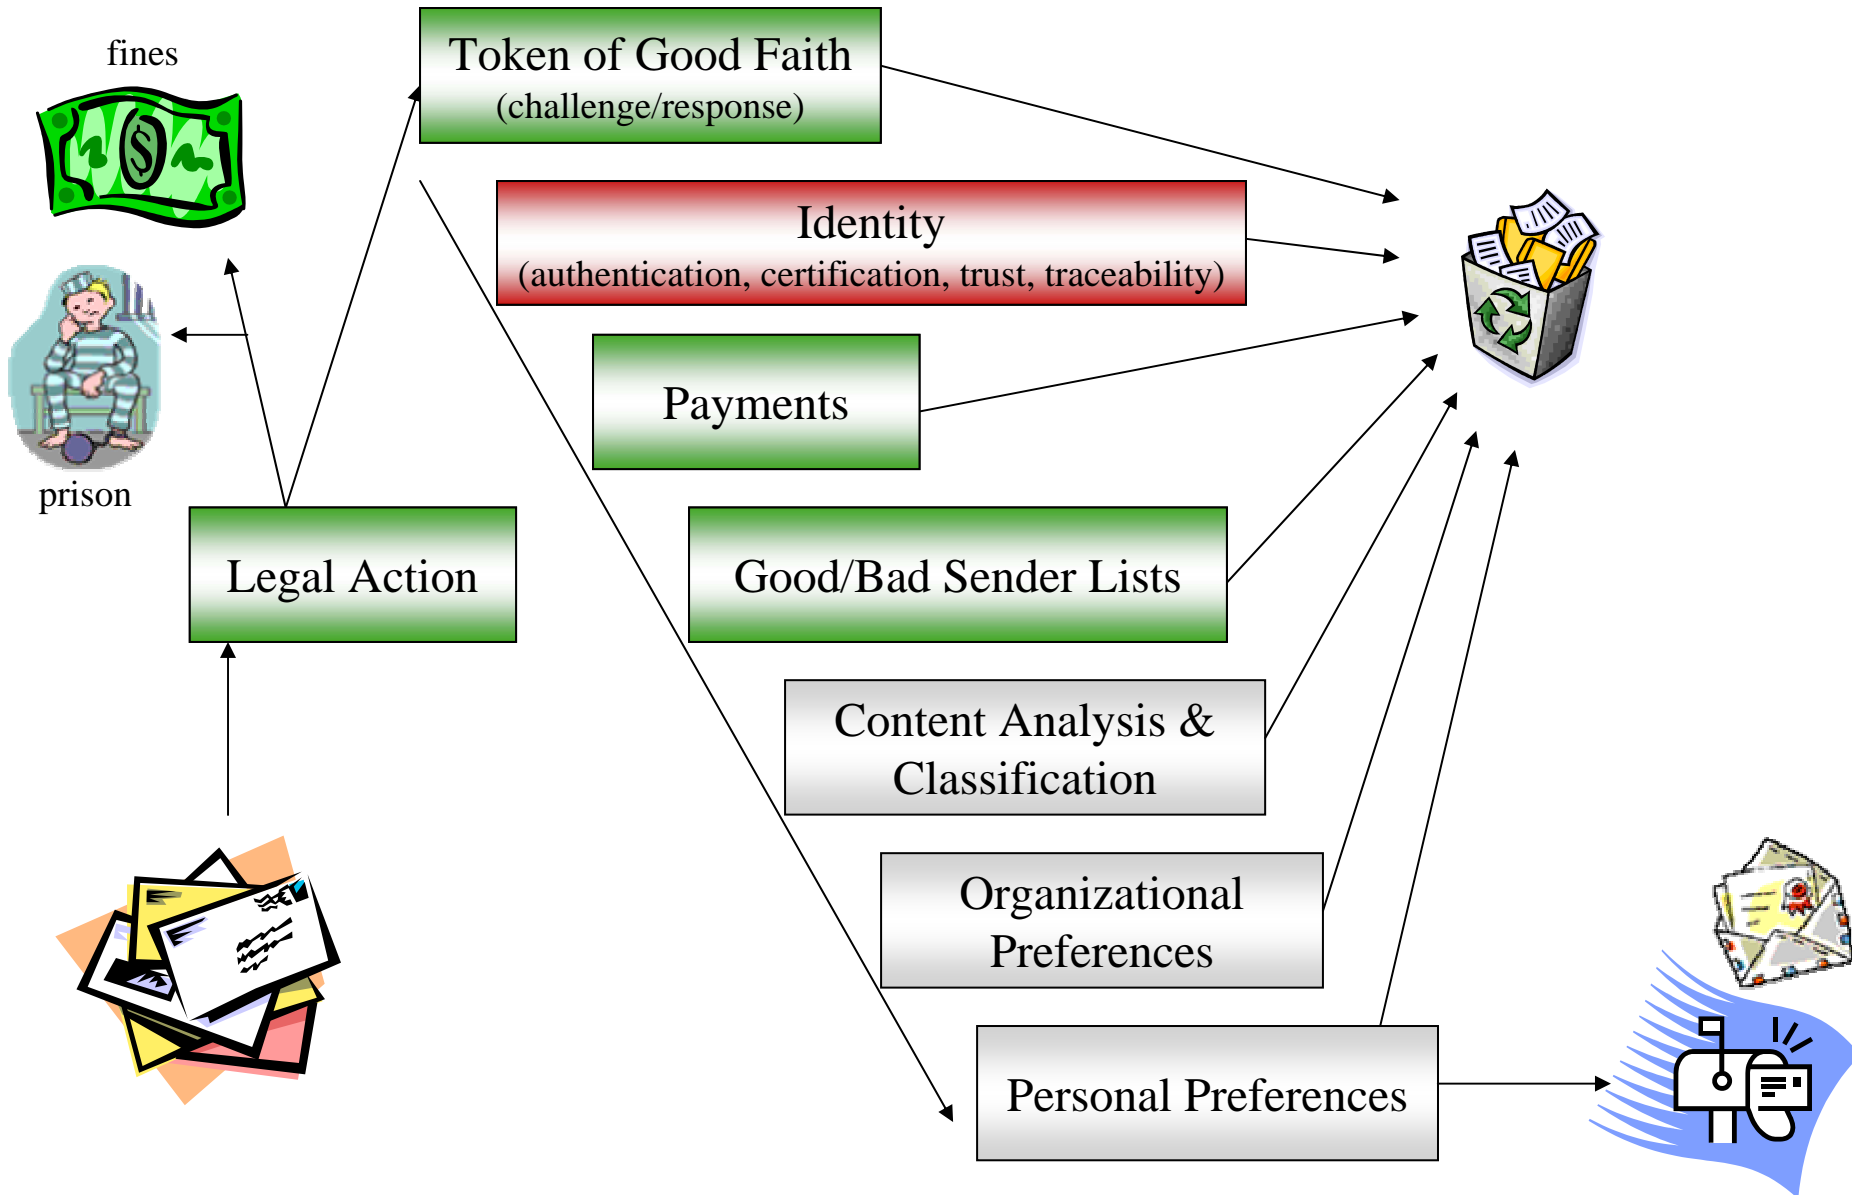 fines
Token of Good Faith
(challenge/response)
Identity
(authentication, certification, trust, traceability)
Payments
prison
Legal Action
Good/Bad Sender Lists
Content Analysis &
Classification
Organizational
Preferences
Personal Preferences
$